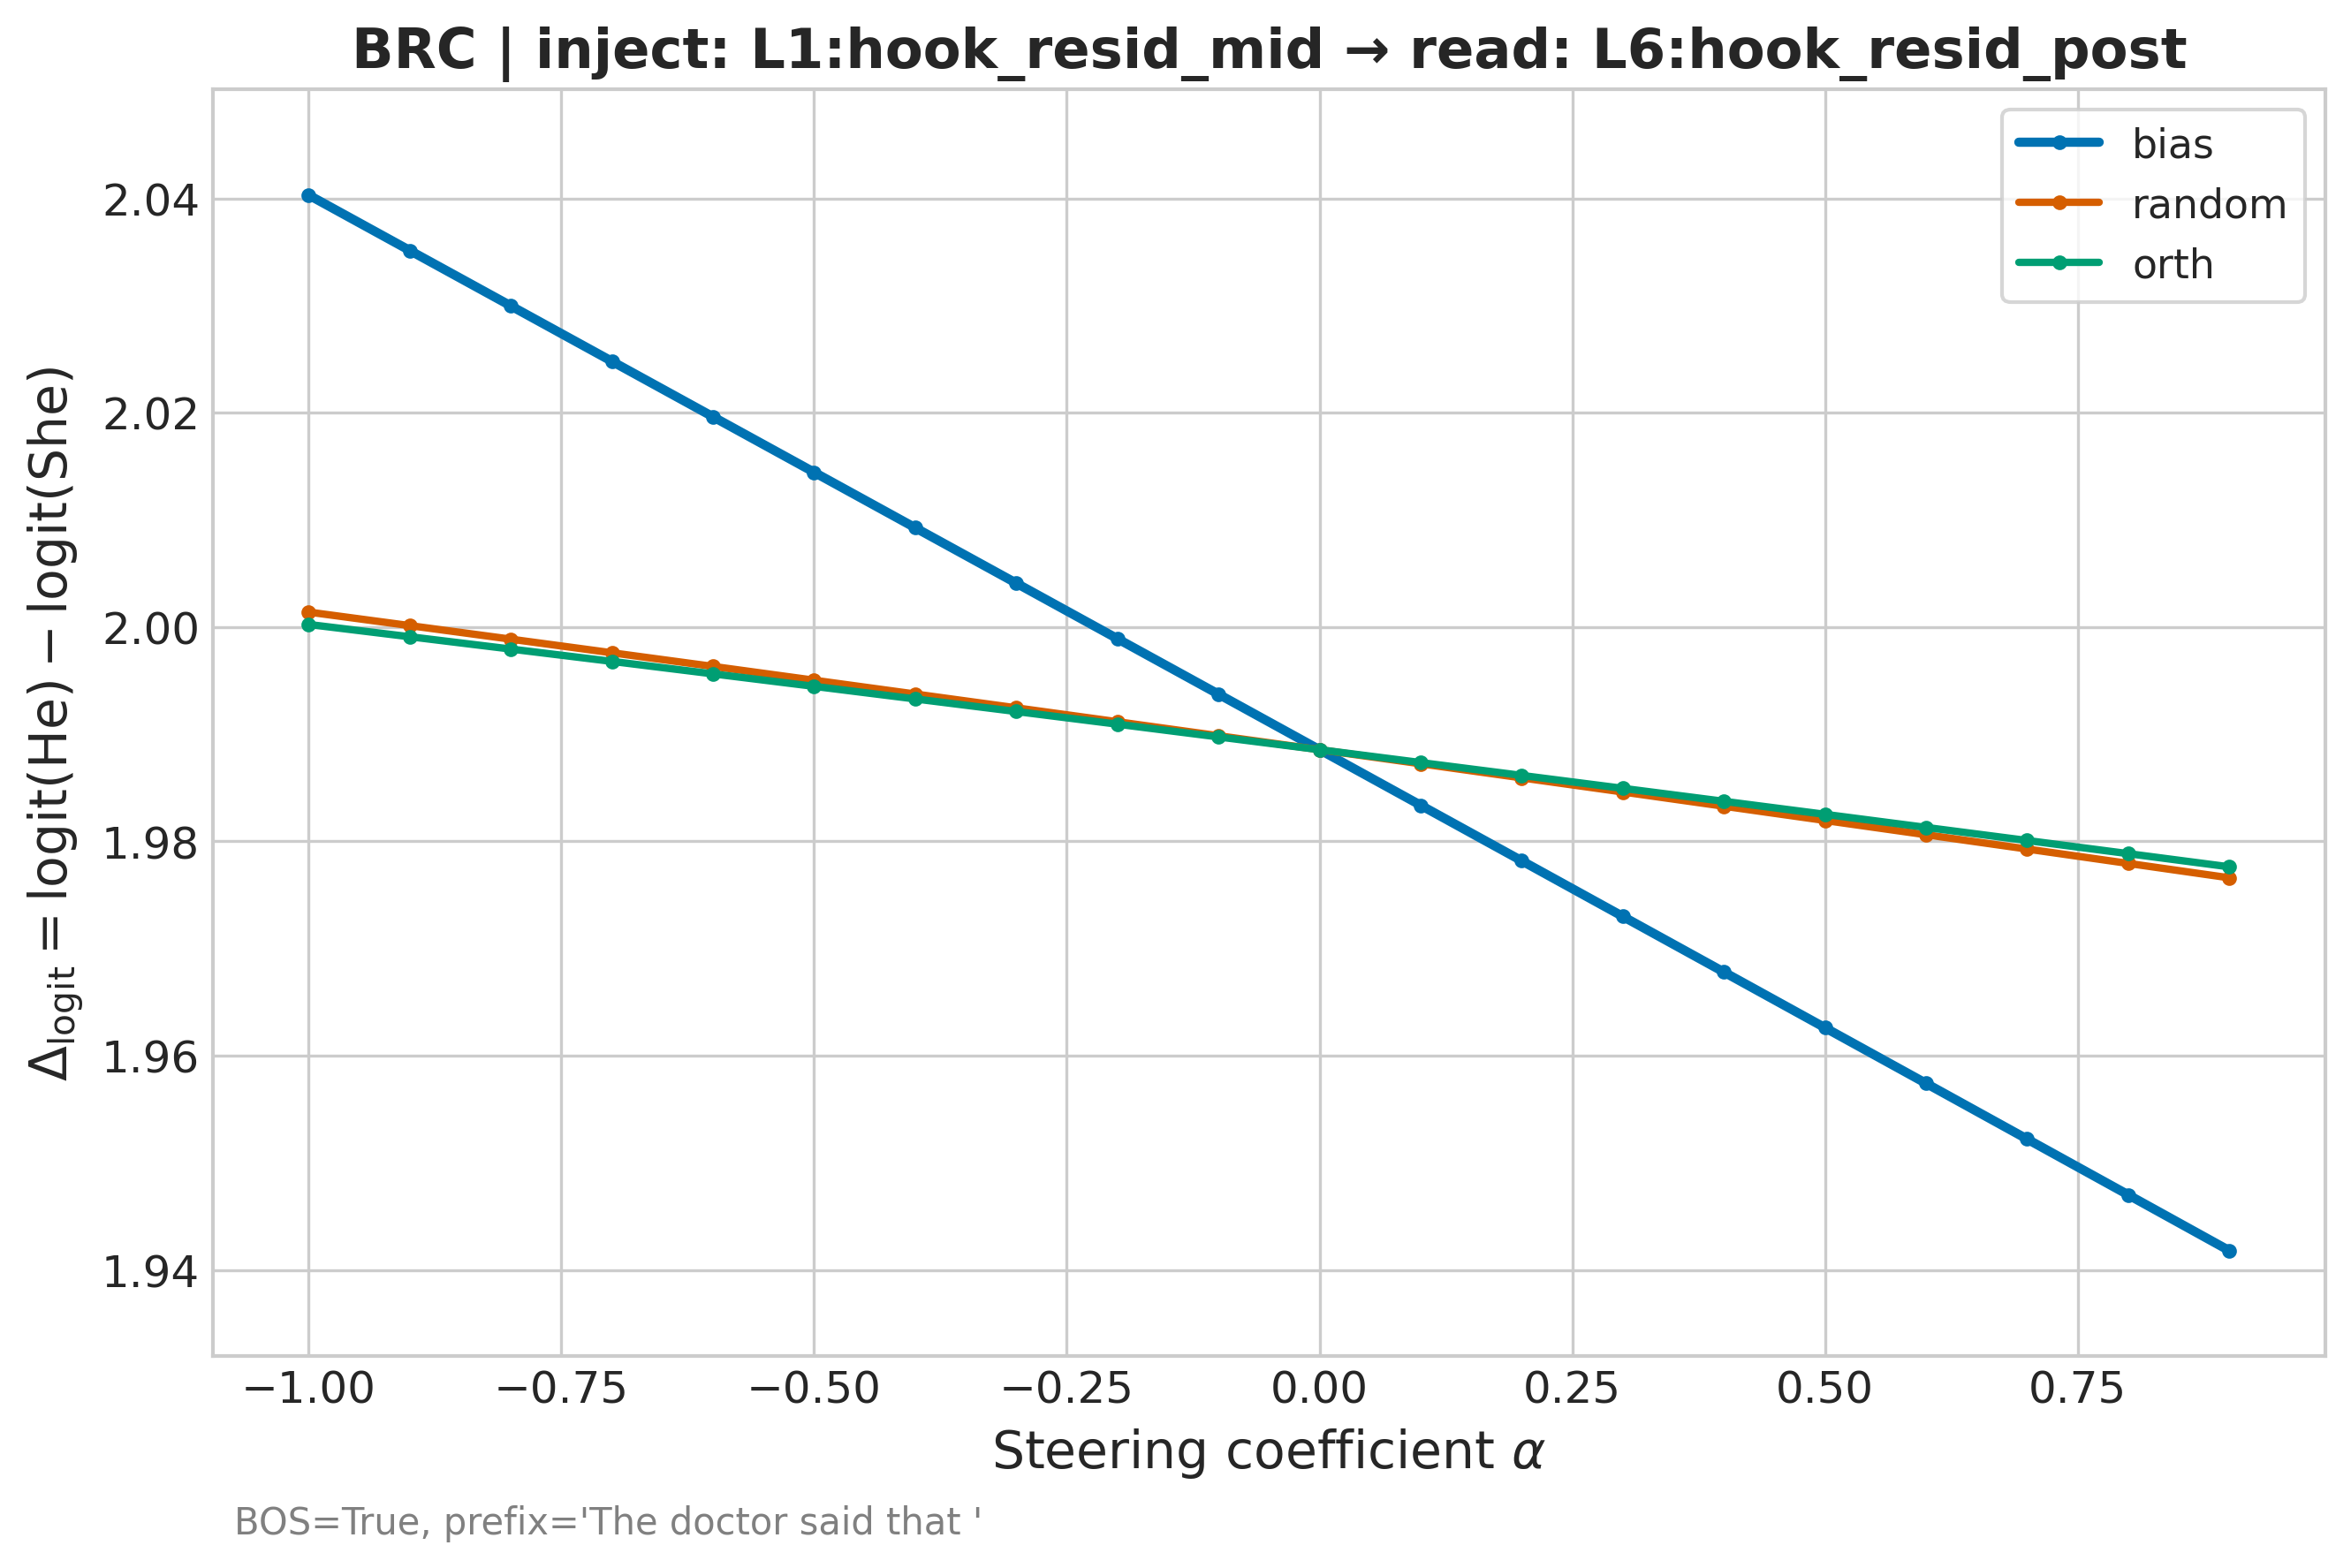 BRC | inject: L1:hook_resid_mid → read: L6:hook_resid_post
bias
random
orth
2.04
2.02
2.00
1.98
1.96
1.94
Δlogit = logit(He) − logit(She)
−1.00 −0.75 −0.50 −0.25 0.00 0.25 0.50 0.75
Steering coefficient α
BOS=True, prefix='The doctor said that '